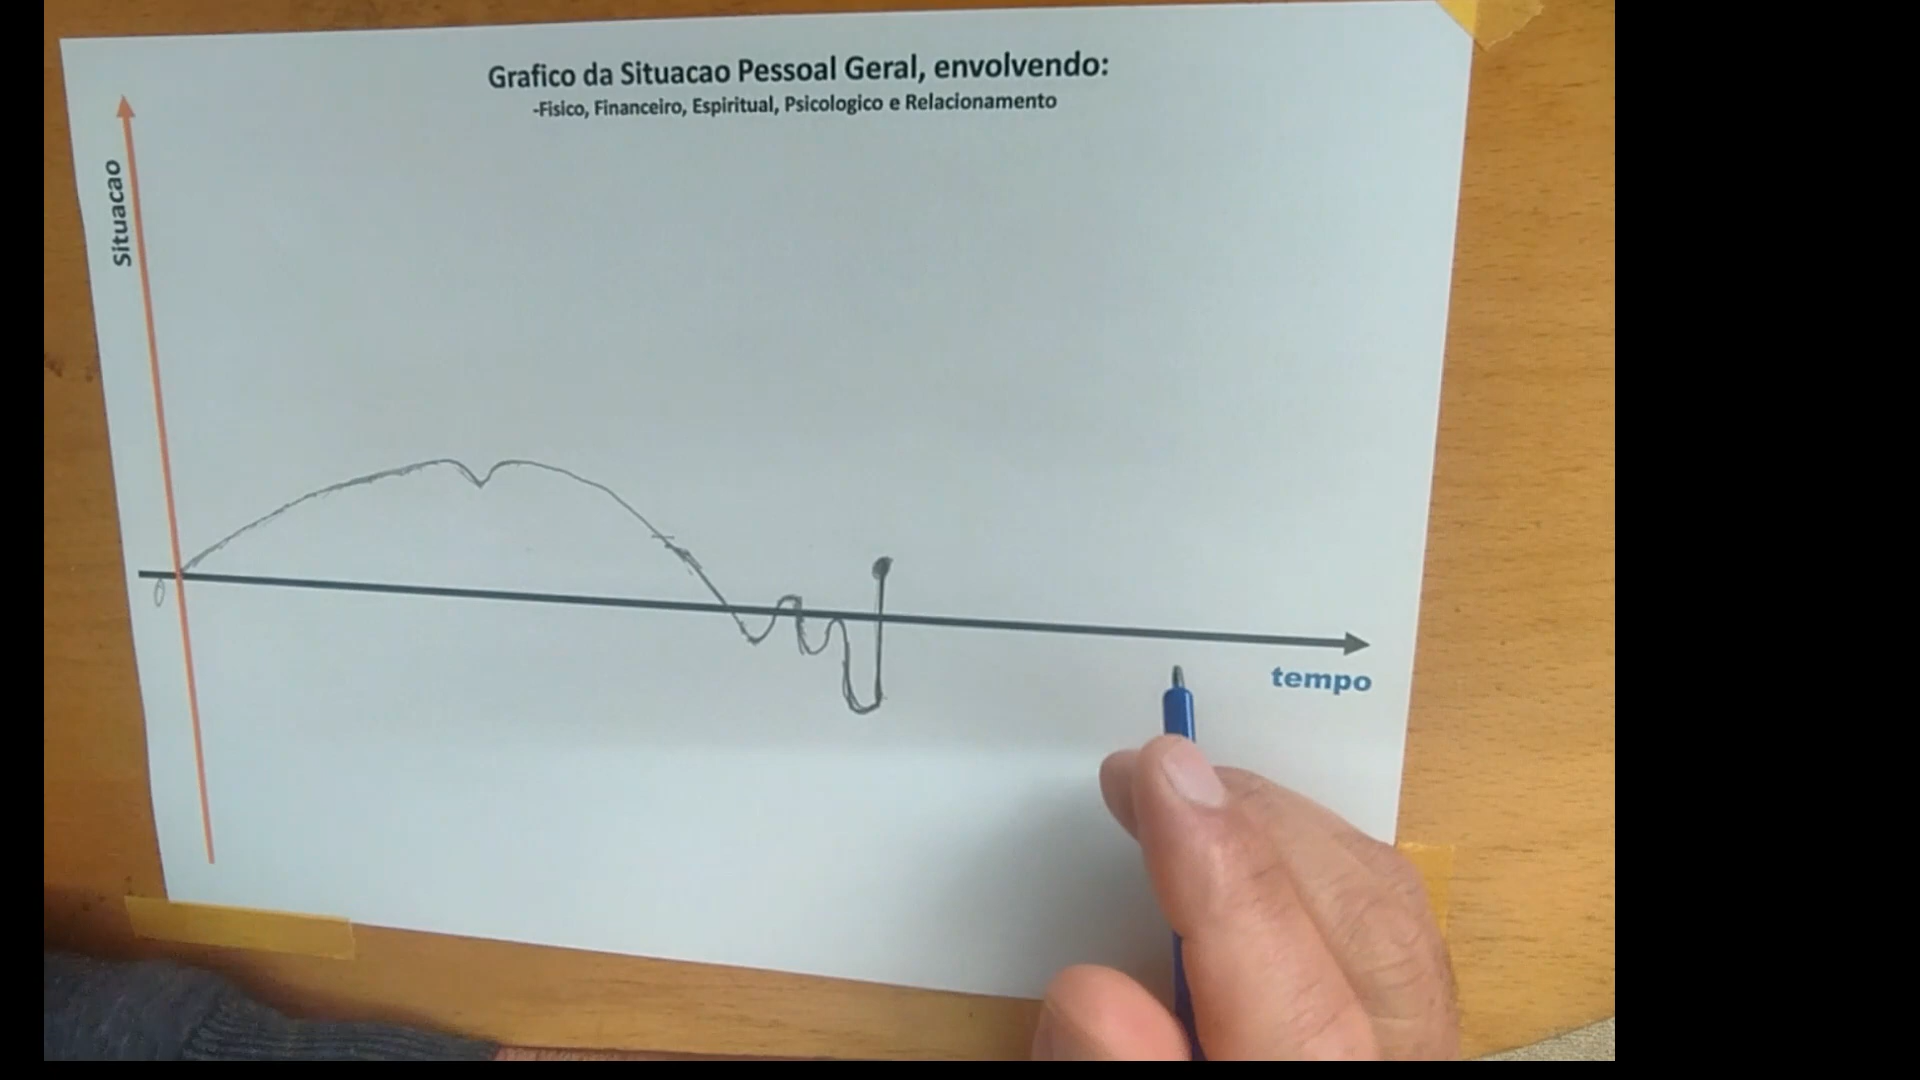 Grafico da Situacao Pessoal Geral, envolvendo:
-Fisico, Financeiro, Espiritual, Psicologico e Relacionamento
Situacao
0
tempo